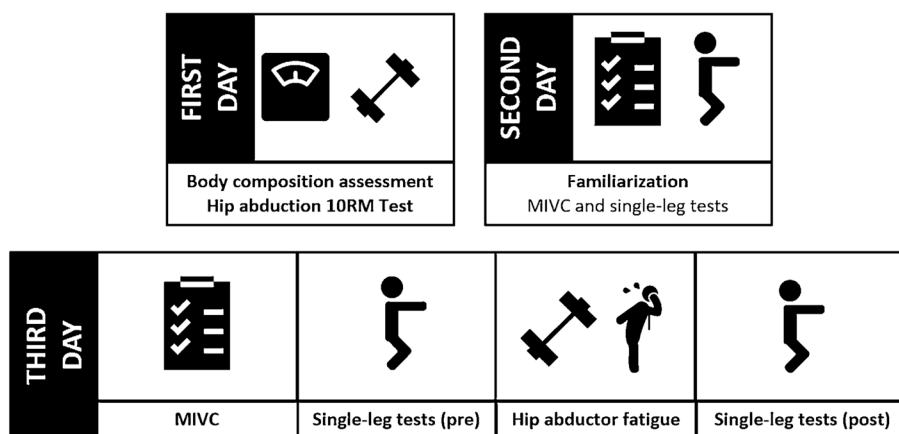 FIRST
DAY
Body composition assessment
Hip abduction 10RM Test
SECOND
DAY
Familiarization
MIVC and single-leg tests
THIRD
DAY
MIVC
Single-leg tests (pre)
Hip abductor fatigue
Single-leg tests (post)